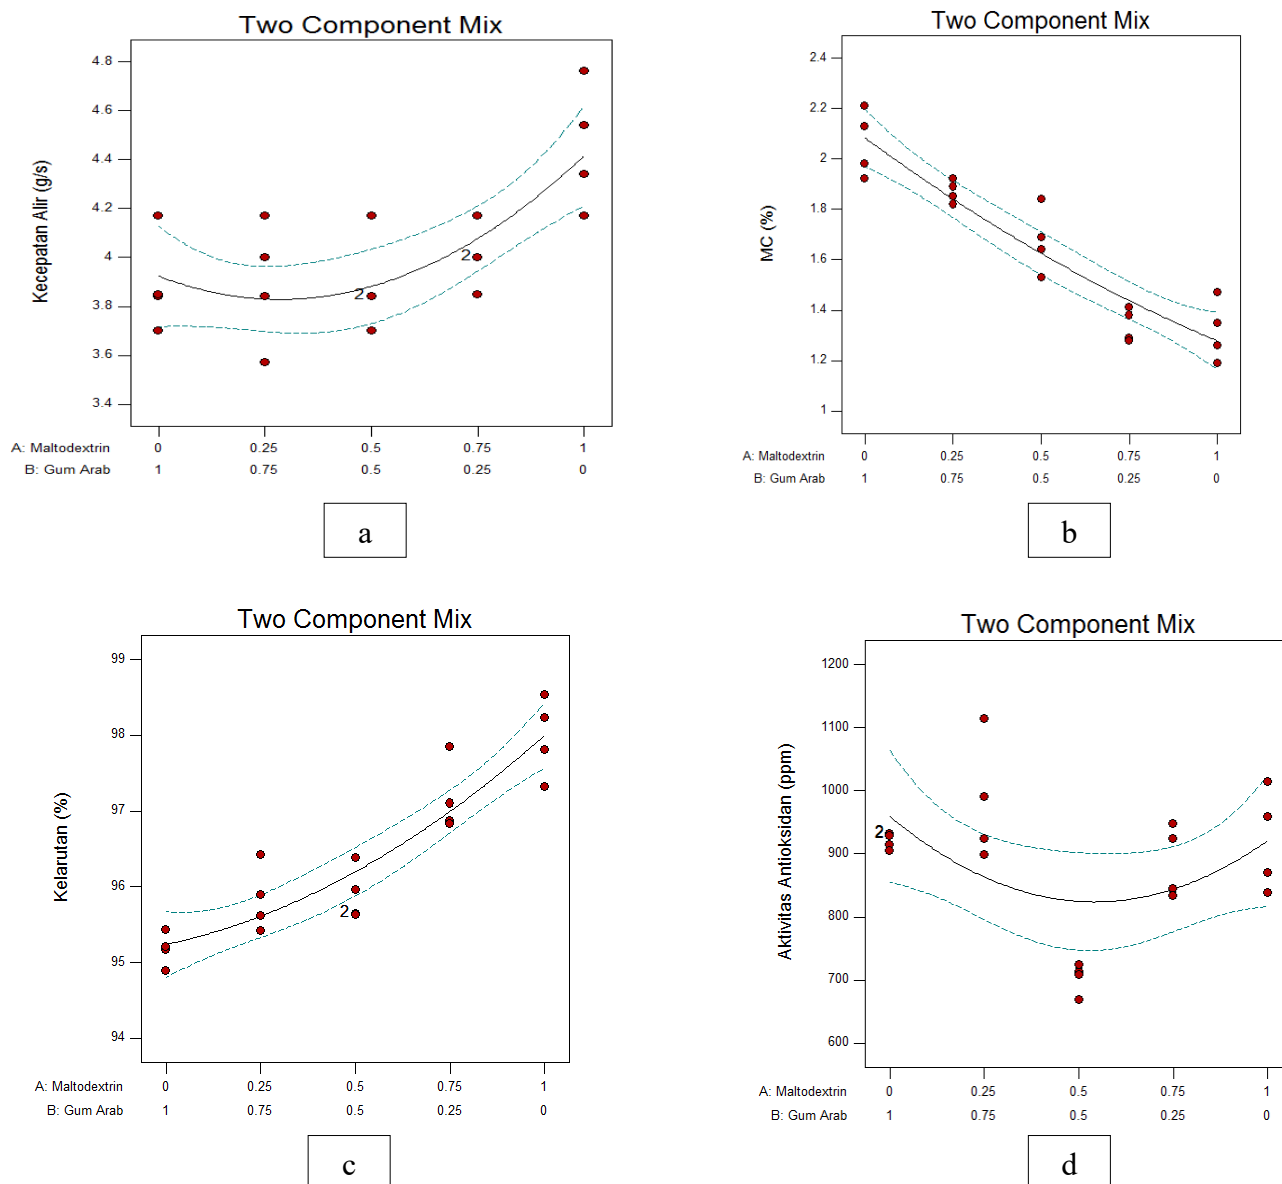 Two Component Mix
Kecepatan Alir (g/s)
4.8
4.6
4.4
4.2
4
3.8
3.6
3.4
2
2
A: Maltodextrin 0 0.25 0.5 0.75 1
B: Gum Arab 1 0.75 0.5 0.25 0
a
Two Component Mix
MC (%)
2.4
2.2
2
1.8
1.6
1.4
1.2
1
A: Maltodextrin 0 0.25 0.5 0.75 1
B: Gum Arab 1 0.75 0.5 0.25 0
b
Two Component Mix
Kelarutan (%)
99
98
97
96
95
94
2
A: Maltodextrin 0 0.25 0.5 0.75 1
B: Gum Arab 1 0.75 0.5 0.25 0
c
Two Component Mix
Aktivitas Antioksidan (ppm)
1200
1100
1000
900
800
700
600
2
A: Maltodextrin 0 0.25 0.5 0.75 1
B: Gum Arab 1 0.75 0.5 0.25 0
d